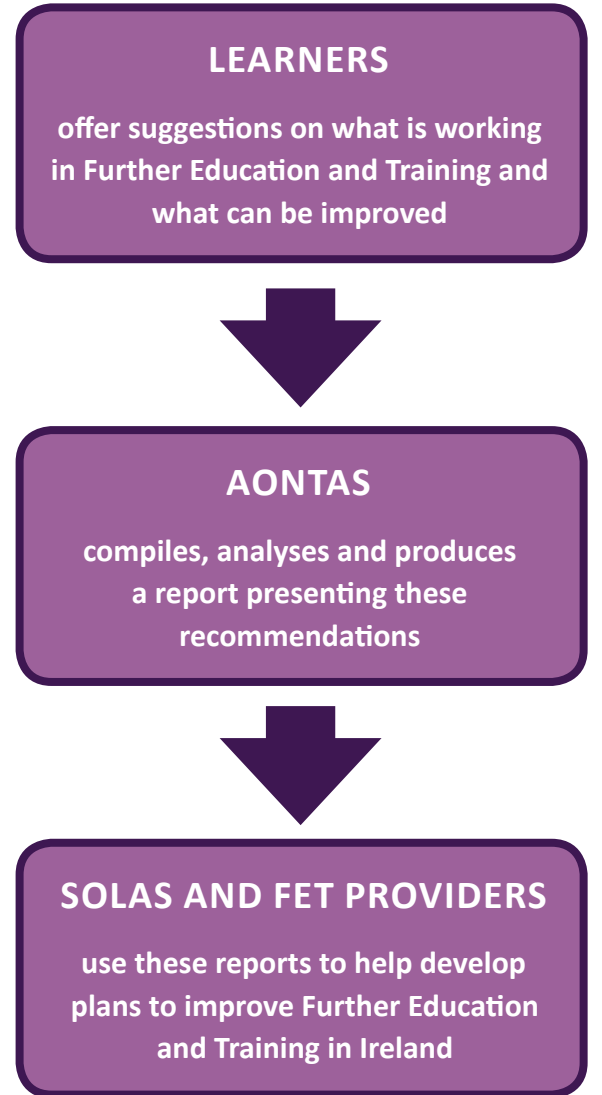 LEARNERS
offer suggestions on what is working
in Further Education and Training and
what can be improved
AONTAS
compiles, analyses and produces
a report presenting these
recommendations
SOLAS AND FET PROVIDERS
use these reports to help develop
plans to improve Further Education
and Training in Ireland